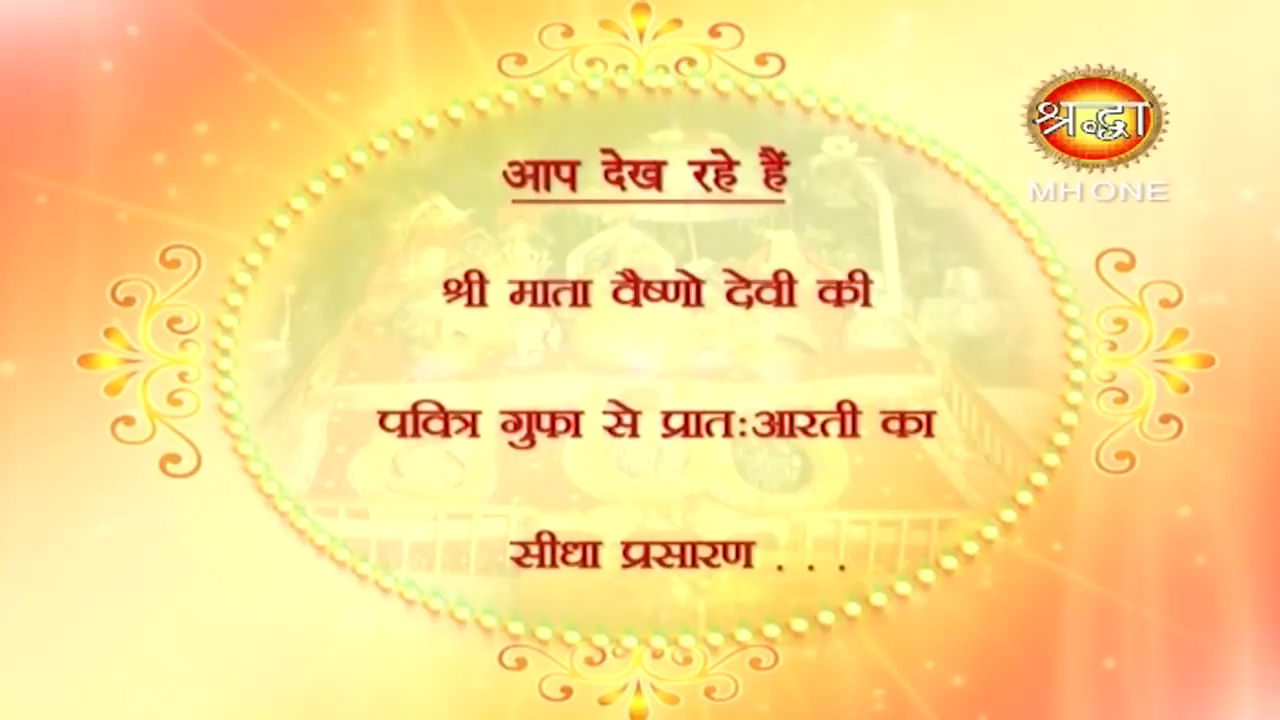 आप देख रहे हैं
श्रद्धा
MH ONE
श्री माता वैष्णो देवी की
पवित्र गुफा से प्रातःआरती का
सीधा प्रसारण . . .